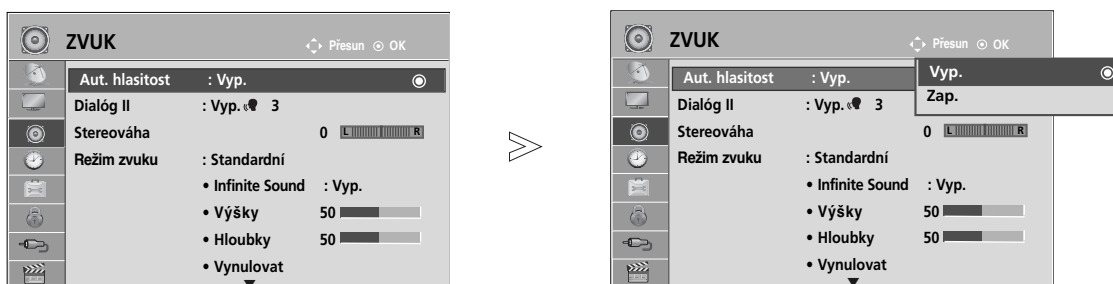 ZVUK Přesun OK
Aut. hlasitost : Vyp.
Dialóg II : Vyp. 3
Stereováha 0 L R
Režim zvuku : Standardní
• Infinite Sound : Vyp.
• Výšky 50
• Hloubky 50
• Vynulovat
ZVUK Přesun OK
Aut. hlasitost : Vyp.
Vyp.
Zap.
Dialóg II : Vyp. 3
Stereováha 0 L R
Režim zvuku : Standardní
• Infinite Sound : Vyp.
• Výšky 50
• Hloubky 50
• Vynulovat